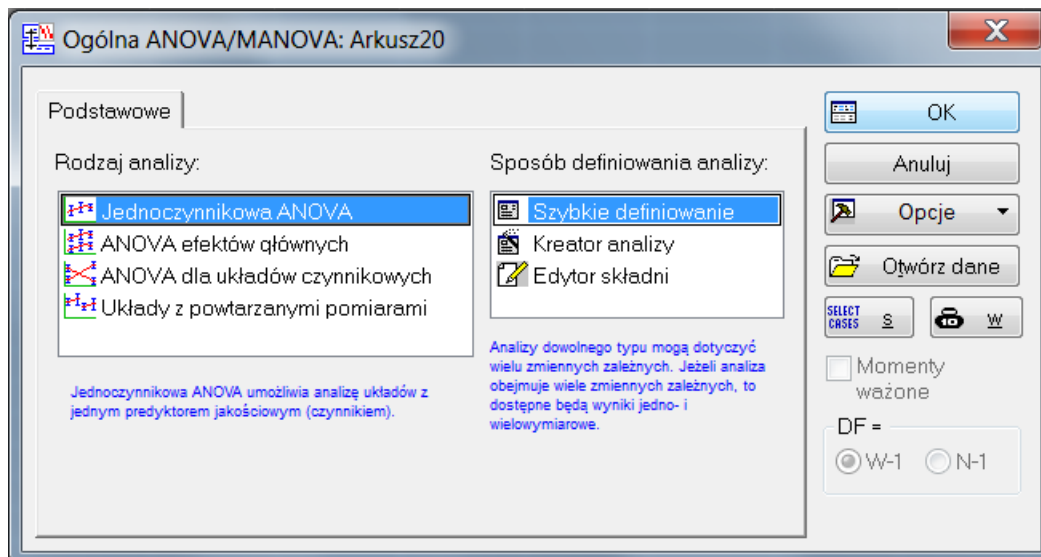 Ogólna ANOVA/MANOVA: Arkusz20
Podstawowe
Rodzaj analizy:
Jednoczynnikowa ANOVA
ANOVA efektów głównych
ANOVA dla układów czynnikowych
Układy z powtarzanymi pomiarami
Jednoczynnikowa ANOVA umożliwia analizę układów z
jednym predyktorem jakościowym (czynnikiem).
Sposób definiowania analizy:
Szybkie definiowanie
Kreator analizy
Edytor składni
Analizy dowolnego typu mogą dotyczyć
wielu zmiennych zależnych. Jeżeli analiza
obejmuje wiele zmiennych zależnych, to
dostępne będą wyniki jedno- i
wielowymiarowe.
OK
Anuluj
Opcje
Otwórz dane
SELECT
CASES
S
W
Momenty
ważone
DF =
W-1
N-1